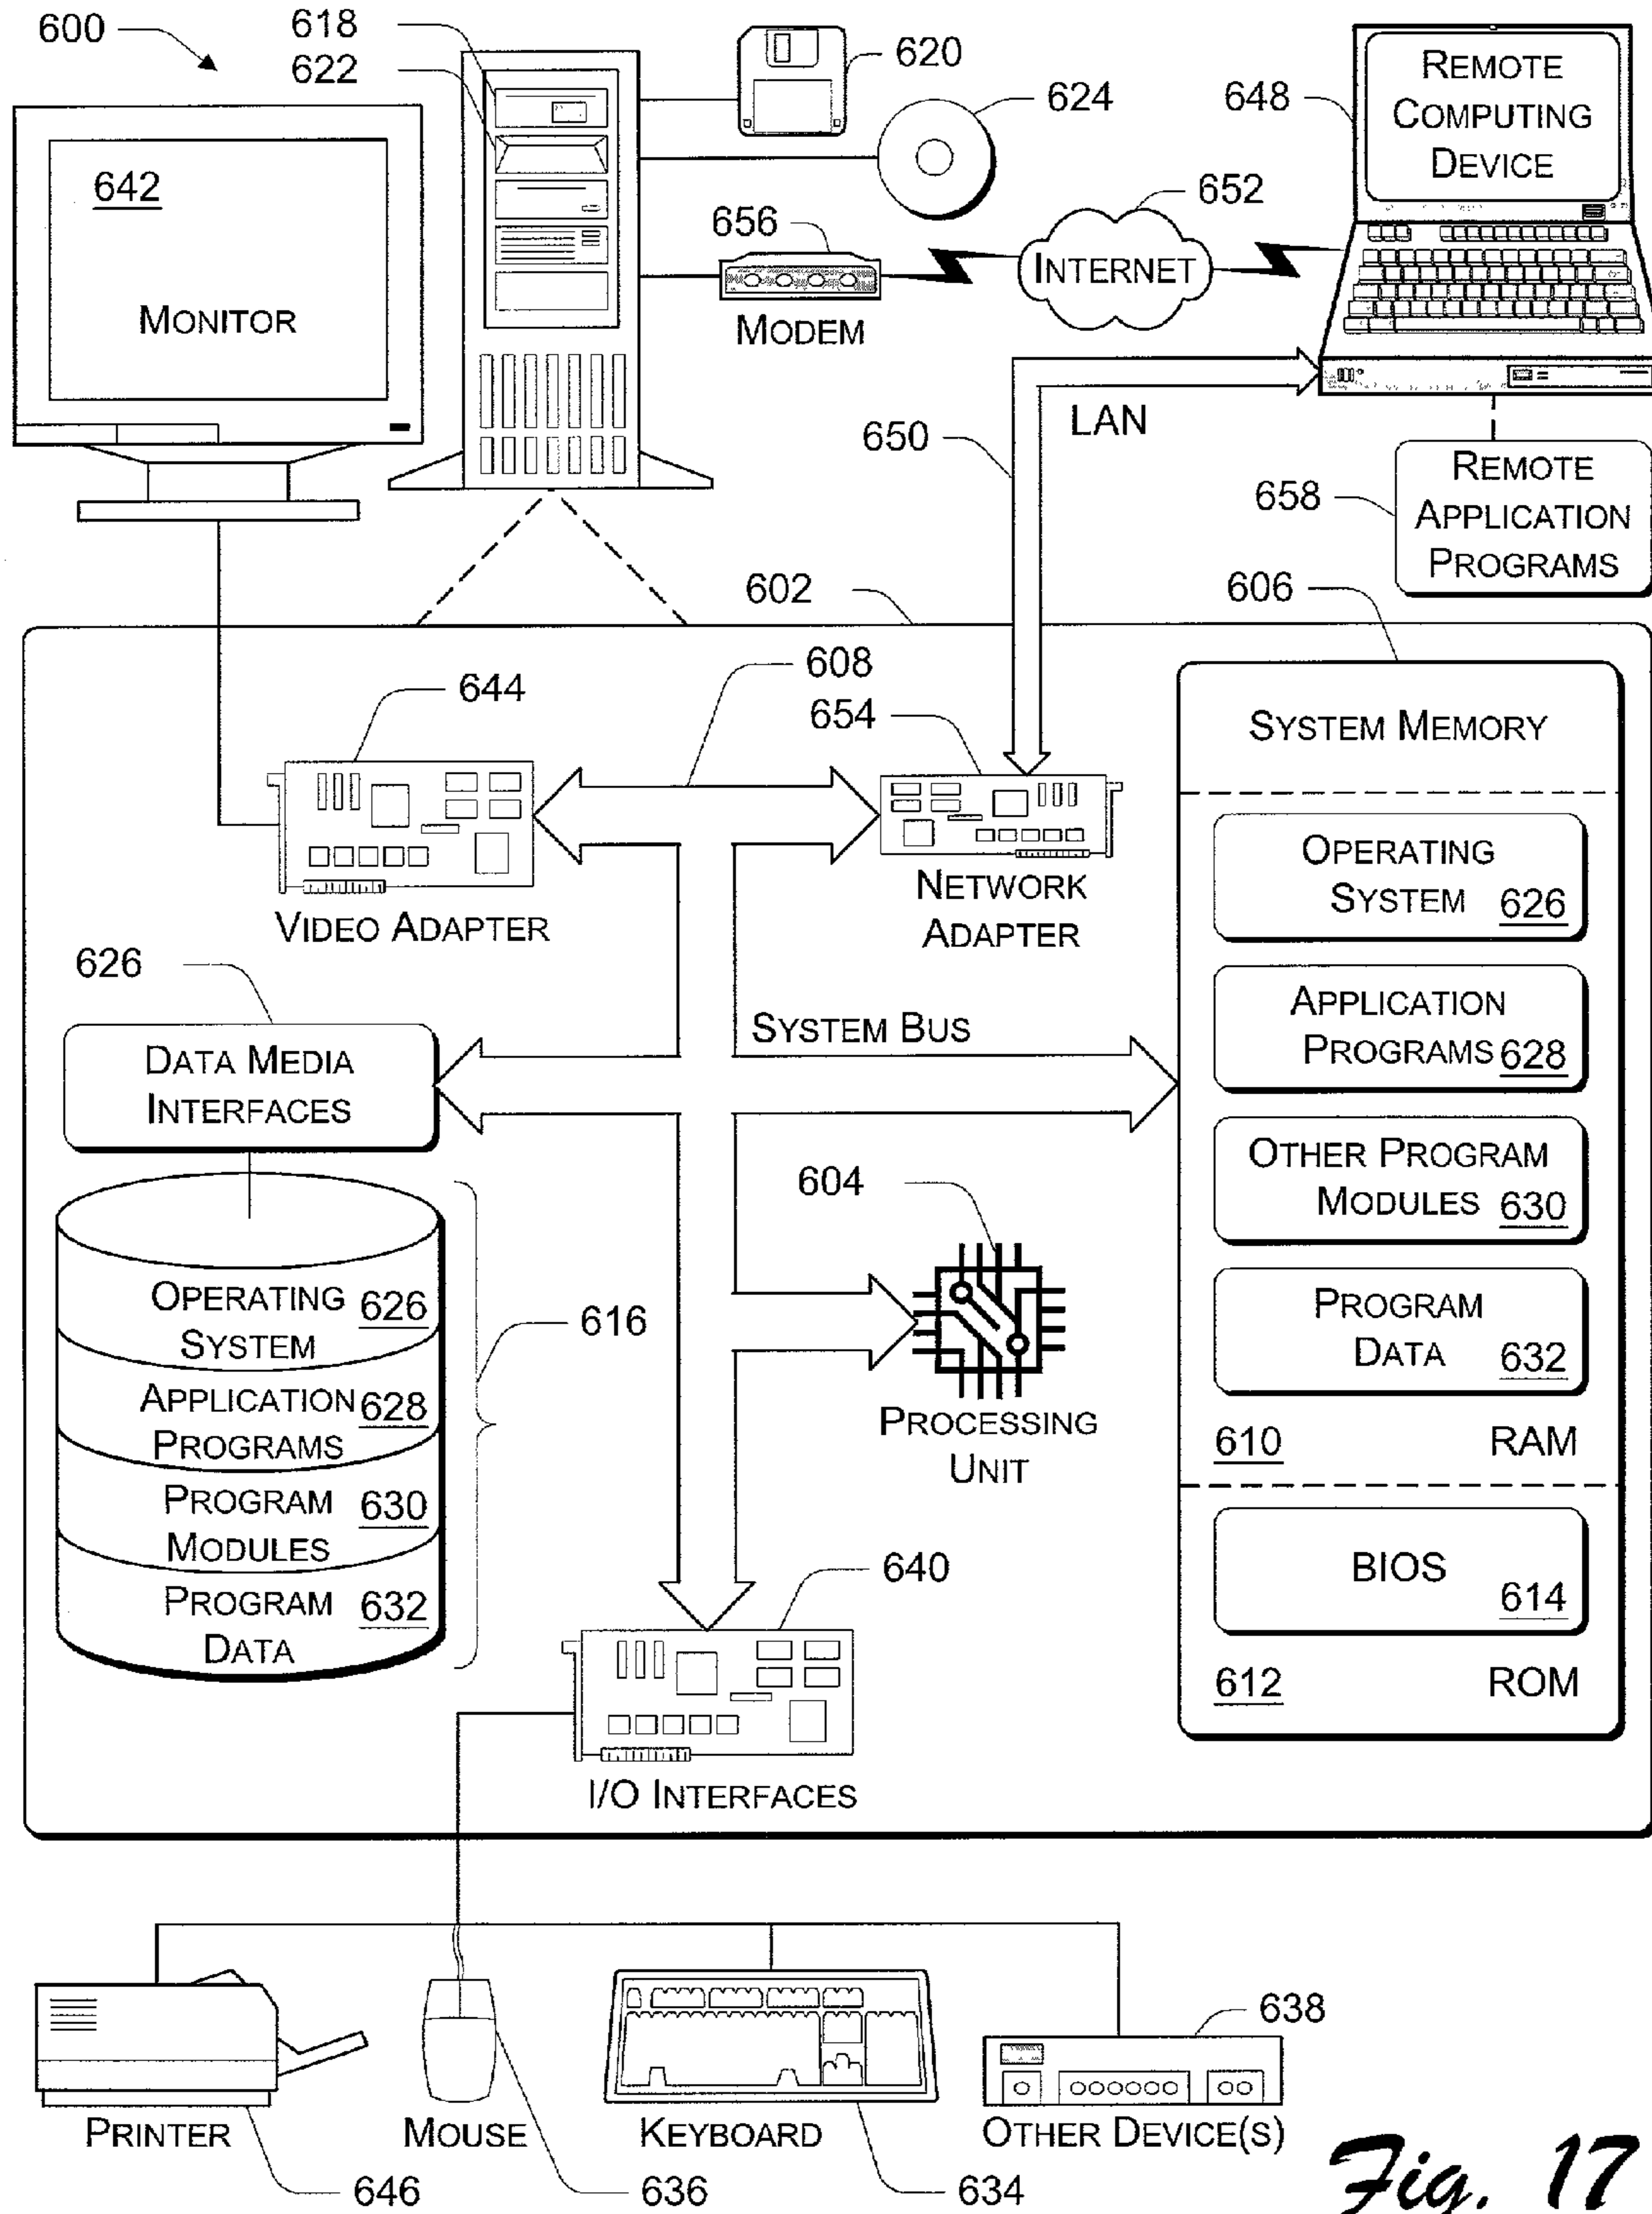 600
618
622
620
624
648
REMOTE
COMPUTING
DEVICE
642
MONITOR
656
MODEM
652
INTERNET
650
LAN
658
REMOTE
APPLICATION
PROGRAMS
602
606
644
608
654
VIDEO ADAPTER
NETWORK
ADAPTER
SYSTEM MEMORY
OPERATING
SYSTEM 626
APPLICATION
PROGRAMS 628
OTHER PROGRAM
MODULES 630
PROGRAM
DATA 632
610 RAM
BIOS
614
612 ROM
626
DATA MEDIA
INTERFACES
SYSTEM BUS
OPERATING 626
SYSTEM
APPLICATION 628
PROGRAMS
PROGRAM 630
MODULES
PROGRAM 632
DATA
616
604
PROCESSING
UNIT
640
I/O INTERFACES
PRINTER
646
MOUSE
636
KEYBOARD
634
638
OTHER DEVICE(S)
Fig. 17